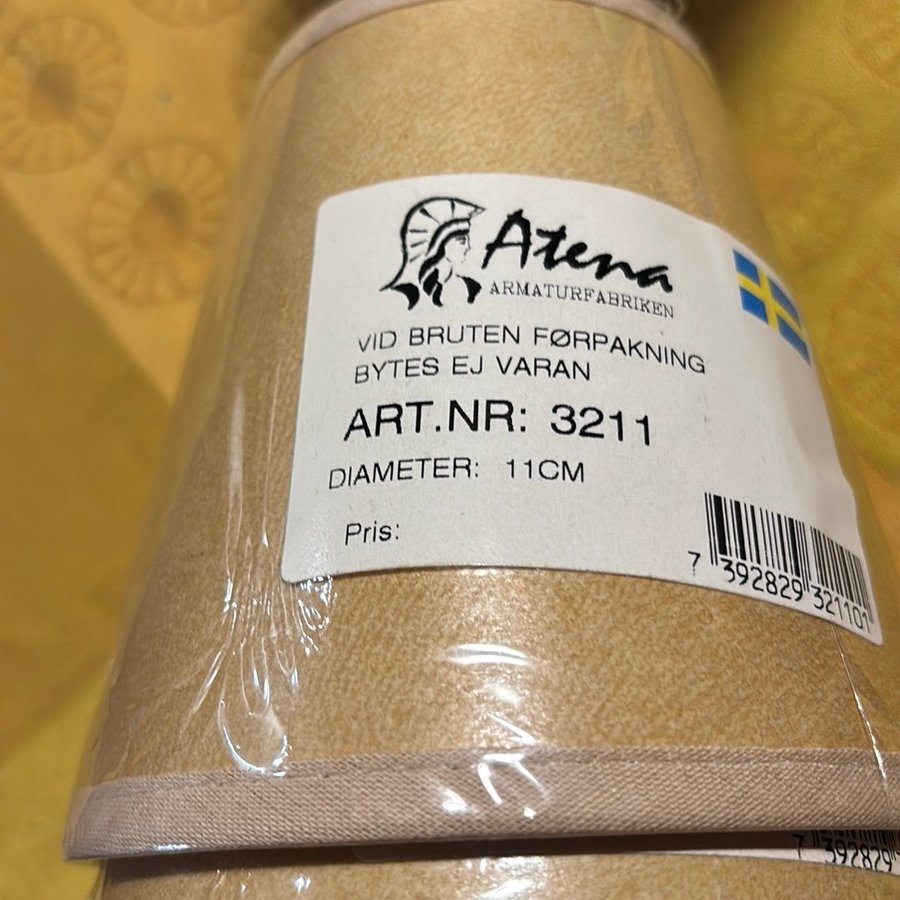 Atena
ARMATURFABRIKEN
VID BRUTEN FØRPAKNING
BYTES EJ VARAN
ART.NR: 3211
DIAMETER: 11CM
Pris:
7 392829 321101
7 392829